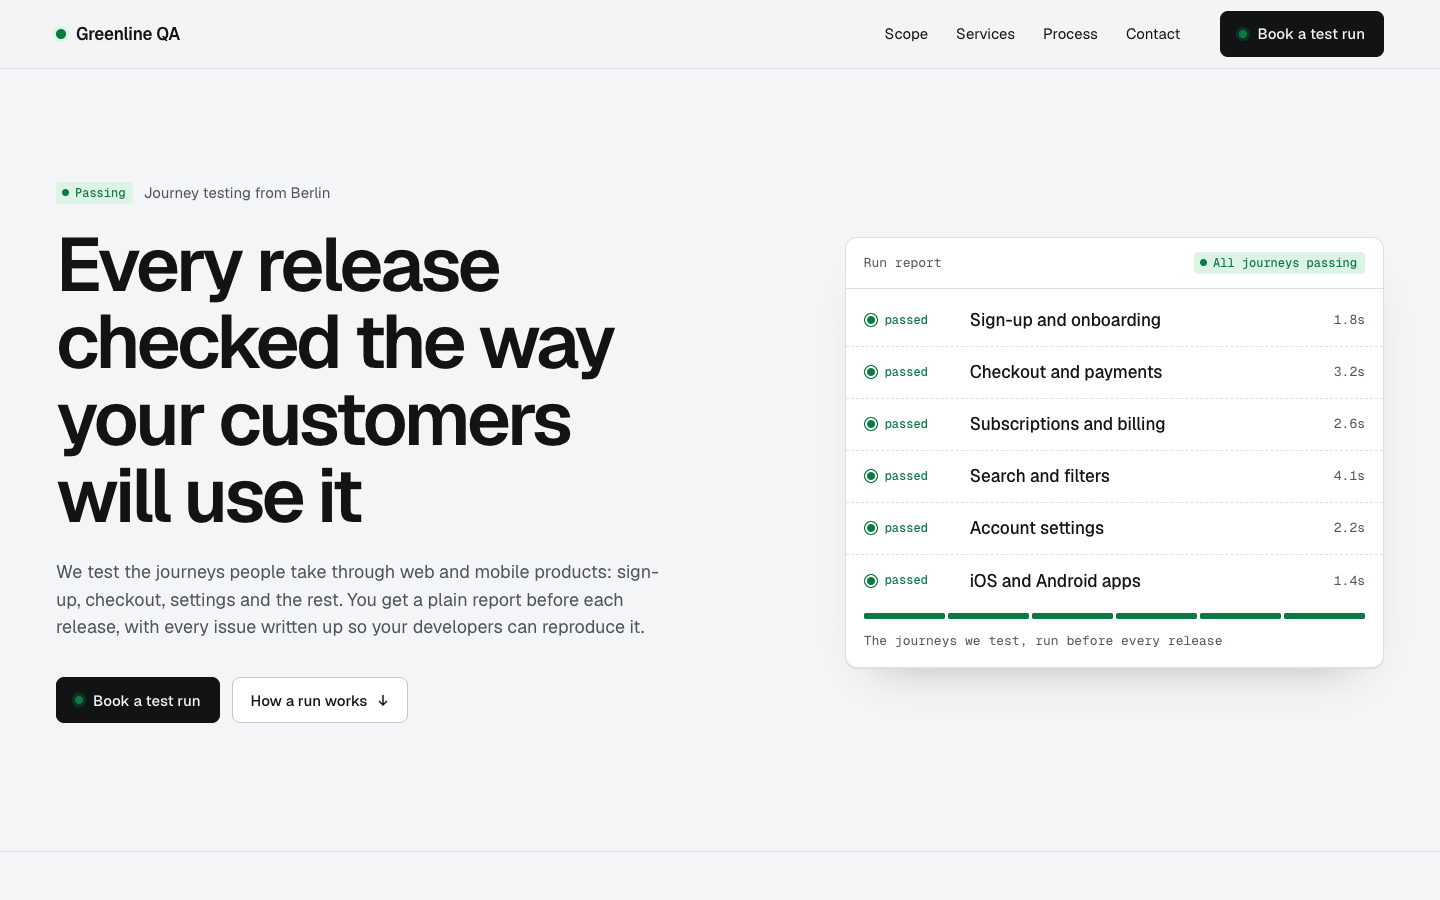 Greenline QA
Scope
Services
Process
Contact
Book a test run
Passing
Journey testing from Berlin
Every release
checked the way
your customers
will use it
We test the journeys people take through web and mobile products: sign-
up, checkout, settings and the rest. You get a plain report before each
release, with every issue written up so your developers can reproduce it.
Book a test run
How a run works ↓
Run report
All journeys passing
passed Sign-up and onboarding 1.8s
passed Checkout and payments 3.2s
passed Subscriptions and billing 2.6s
passed Search and filters 4.1s
passed Account settings 2.2s
passed iOS and Android apps 1.4s
The journeys we test, run before every release